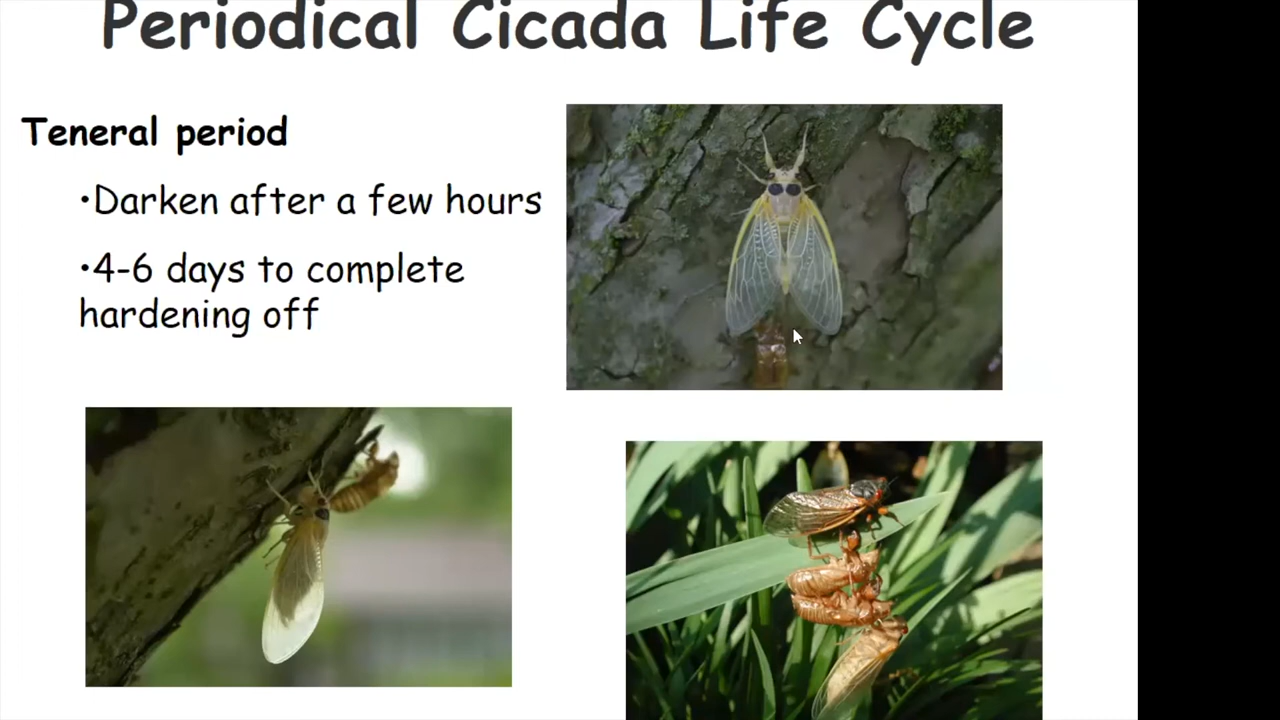 Periodical Cicada Life Cycle
Teneral period
•Darken after a few hours
•4-6 days to complete
hardening off